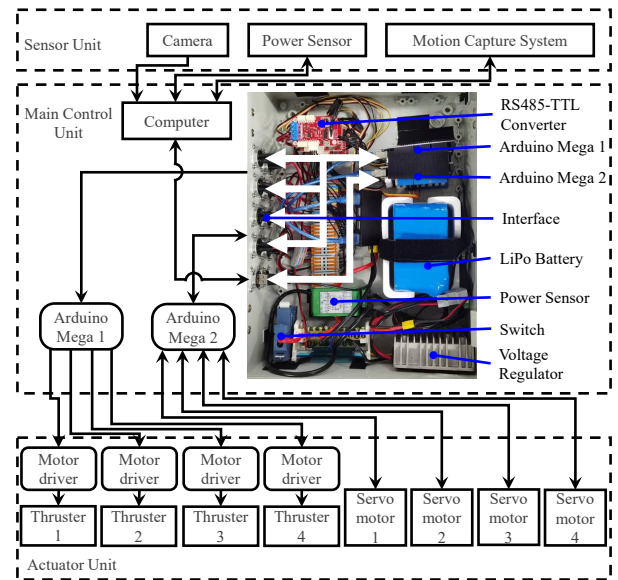 Sensor Unit
Camera
Power Sensor
Motion Capture System
Main Control
Unit
Computer
RS485-TTL
Converter
Arduino Mega 1
Arduino Mega 2
Interface
LiPo Battery
Power Sensor
Switch
Voltage
Regulator
Arduino
Mega 1
Arduino
Mega 2
Motor
driver
Motor
driver
Motor
driver
Motor
driver
Thruster
1
Thruster
2
Thruster
3
Thruster
4
Servo
motor
1
Servo
motor
2
Servo
motor
3
Servo
motor
4
Actuator Unit